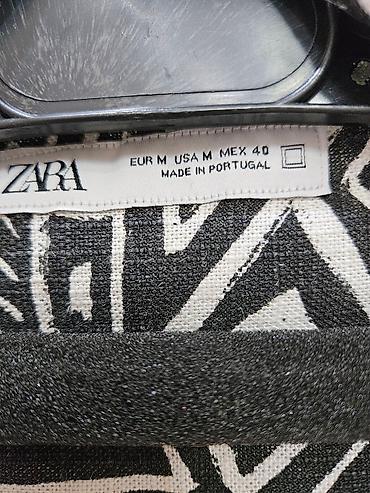 ZARA
EUR M USA M MEX 40
MADE IN PORTUGAL